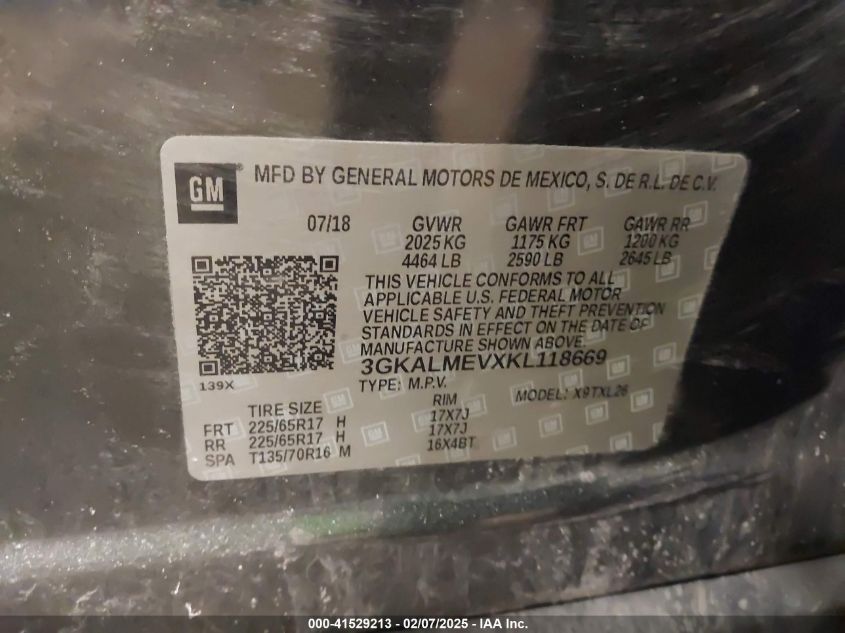 GM ® MFD BY GENERAL MOTORS DE MEXICO, S. DE R.L. DE C.V.
07/18 GVWR GAWR FRT GAWR RR
2025 KG 1175 KG 1200 KG
4464 LB 2590 LB 2645 LB
THIS VEHICLE CONFORMS TO ALL
APPLICABLE U.S. FEDERAL MOTOR
VEHICLE SAFETY AND THEFT PREVENTION
STANDARDS IN EFFECT ON THE DATE OF
MANUFACTURE SHOWN ABOVE.
3GKALMEVXKL118669
139X TYPE: M.P.V. MODEL: X9TXL26
TIRE SIZE RIM
FRT 225/65R17 H 17X7J
RR 225/65R17 H 17X7J
SPA T135/70R16 M 16X4BT
000-41529213 — 02/07/2025 — IAA, Inc.